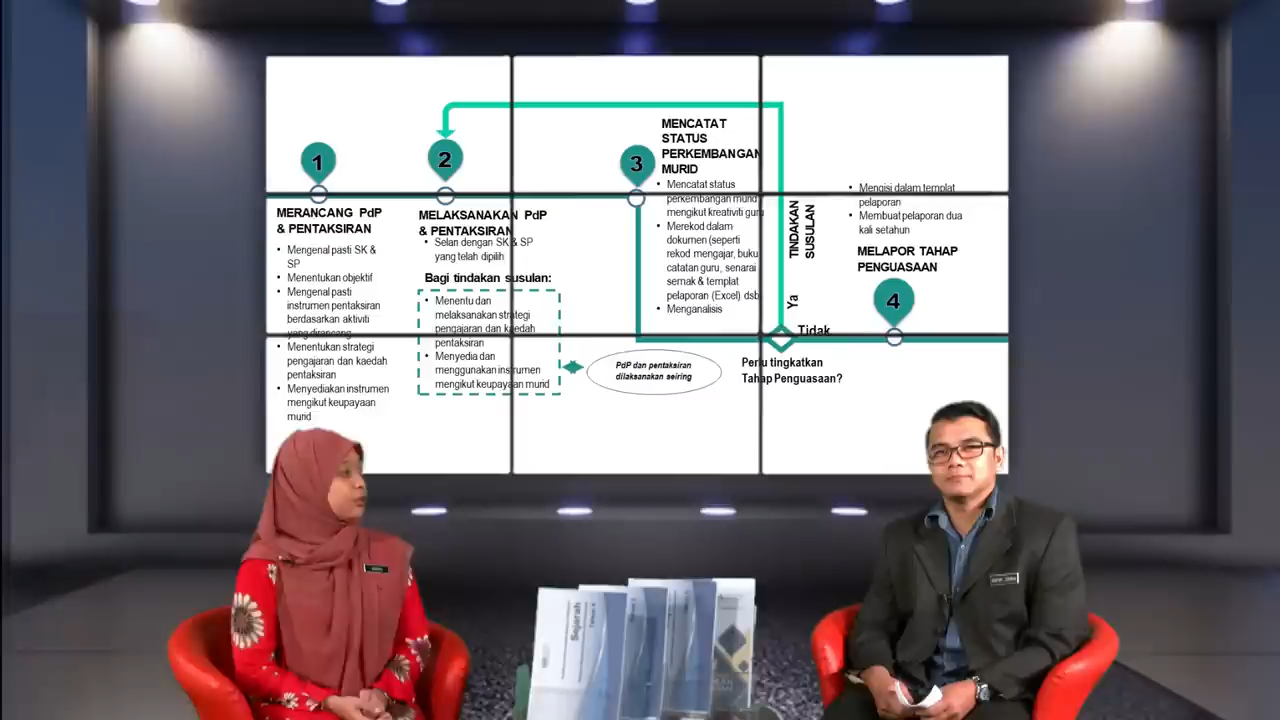 1
MERANCANG PdP
& PENTAKSIRAN
• Mengenal pasti SK &
SP
• Menentukan objektif
• Mengenal pasti
instrumen pentaksiran
berdasarkan aktiviti
yang dirancang
• Menentukan strategi
pengajaran dan kaedah
pentaksiran
• Menyediakan instrumen
mengikut keupayaan
murid
2
MELAKSANAKAN PdP
& PENTAKSIRAN
• Selari dengan SK & SP
yang telah dipilih
Bagi tindakan susulan:
• Menentu dan
melaksanakan strategi
pengajaran dan kaedah
pentaksiran
• Menyedia dan
menggunakan instrumen
mengikut keupayaan murid
PdP dan pentaksiran
dilaksanakan seiring
3
MENCATAT
STATUS
PERKEMBANGAN
MURID
• Mencatat status
perkembangan murid
mengikut kreativiti guru
• Merekod dalam
dokumen (seperti
rekod mengajar, buku
catatan guru, senarai
semak & templat
pelaporan (Excel) dsb
• Menganalisis
TINDAKAN
SUSULAN
Ya
Tidak
Perlu tingkatkan
Tahap Penguasaan?
• Mengisi dalam templat
pelaporan
• Membuat pelaporan dua
kali setahun
MELAPOR TAHAP
PENGUASAAN
4
Sejarah